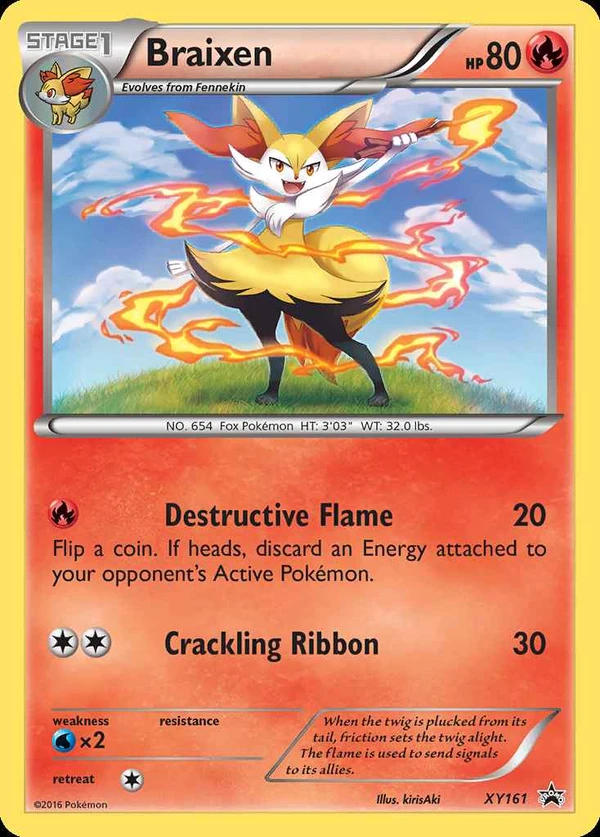 STAGE1
Braixen
HP80
Evolves from Fennekin
NO. 654 Fox Pokémon HT: 3'03" WT: 32.0 lbs.
Destructive Flame 20
Flip a coin. If heads, discard an Energy attached to
your opponent's Active Pokémon.
Crackling Ribbon 30
weakness
resistance
×2
retreat
When the twig is plucked from its
tail, friction sets the twig alight.
The flame is used to send signals
to its allies.
©2016 Pokémon
Illus. kirisAki
XY161
PROMO